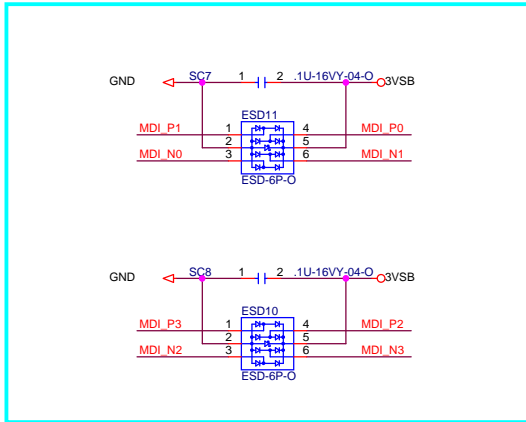 SC7 1 2 .1U-16VY-04-O
GND 3VSB
ESD11
MDI_P1 1 4 MDI_P0
2 5
MDI_N0 3 6 MDI_N1
ESD-6P-O
SC8 1 2 .1U-16VY-04-O
GND 3VSB
ESD10
MDI_P3 1 4 MDI_P2
2 5
MDI_N2 3 6 MDI_N3
ESD-6P-O